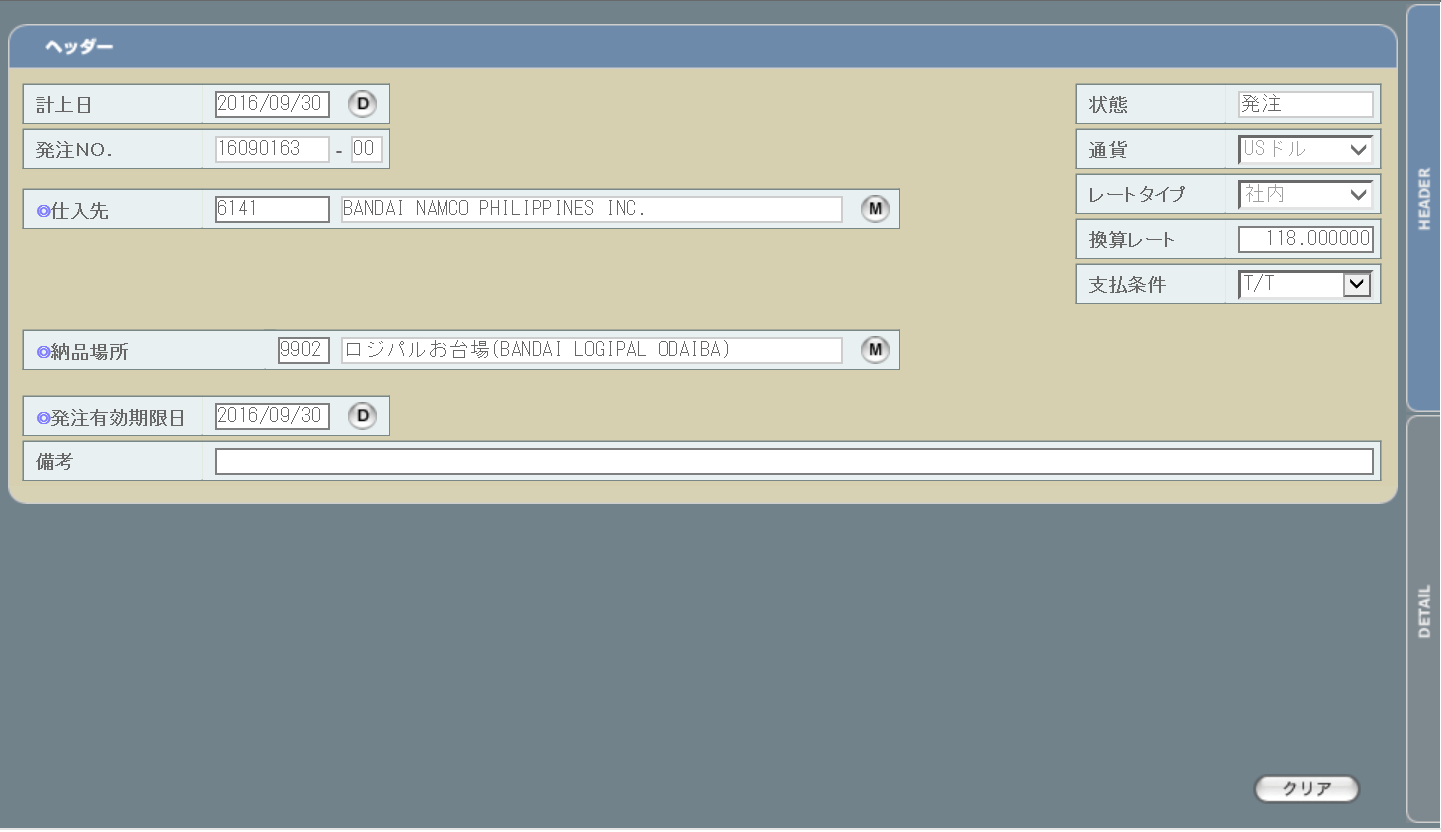 ヘッダー
計上日 2016/09/30 D
状態 発注
発注NO. 16090163 - 00
通貨 USドル
レートタイプ 社内
◎仕入先 6141 BANDAI NAMCO PHILIPPINES INC. M
換算レート 118.000000
支払条件 T/T
◎納品場所 9902 ロジパルお台場(BANDAI LOGIPAL ODAIBA) M
◎発注有効期限日 2016/09/30 D
備考
HEADER
DETAIL
クリア